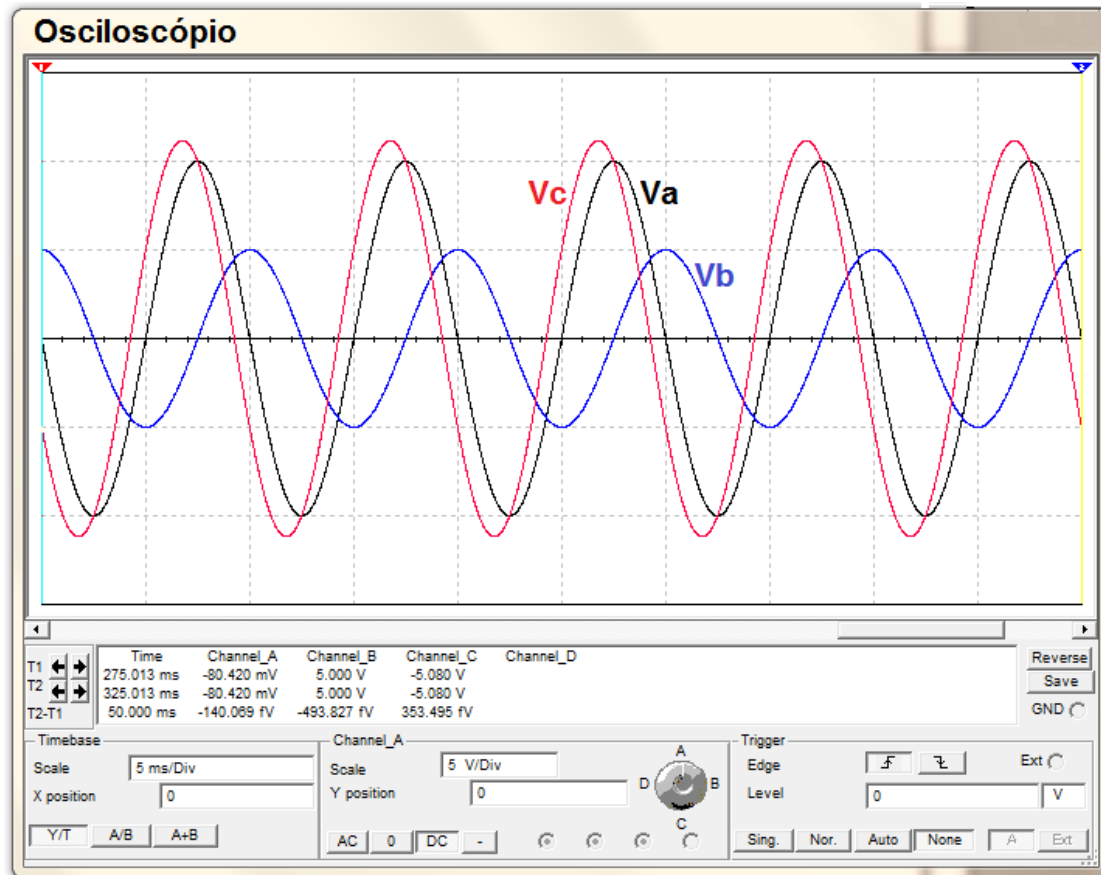 Osciloscópio
1 2
Vc Va
Vb
T1 T2 T2-T1
Time Channel_A Channel_B Channel_C Channel_D
275.013 ms -80.420 mV 5.000 V -5.080 V
325.013 ms -80.420 mV 5.000 V -5.080 V
50.000 ms -140.069 fV -493.827 fV 353.495 fV
Reverse
Save
GND
Timebase
Scale 5 ms/Div
X position 0
Y/T A/B A+B
Channel_A
Scale 5 V/Div
Y position 0
AC 0 DC -
A
D B
C
Trigger
Edge Ext
Level 0 V
Sing. Nor. Auto None A Ext